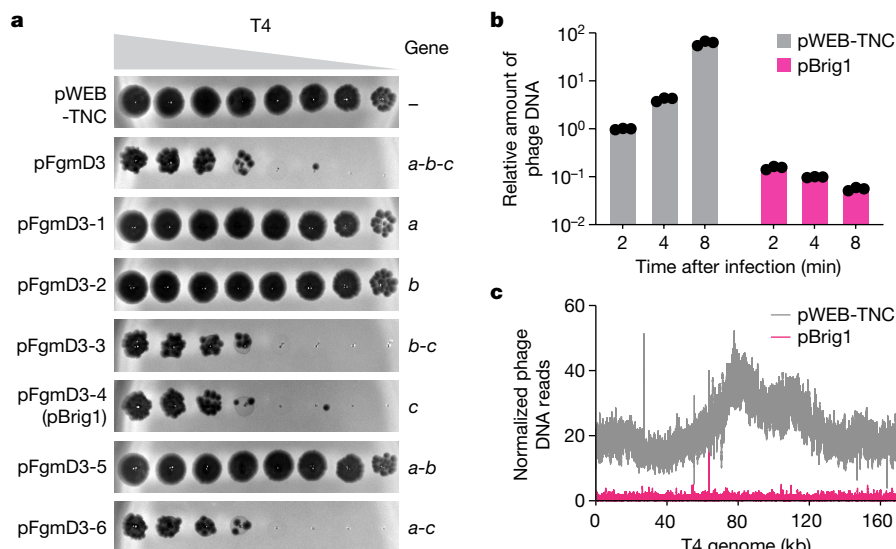 a
T4
Gene
pWEB
-TNC
–
pFgmD3
a-b-c
pFgmD3-1
a
pFgmD3-2
b
pFgmD3-3
b-c
pFgmD3-4
(pBrig1)
c
pFgmD3-5
a-b
pFgmD3-6
a-c
b
Relative amount of
phage DNA
10²
10¹
10⁰
10⁻¹
10⁻²
pWEB-TNC
pBrig1
2 4 8 2 4 8
Time after infection (min)
c
Normalized phage
DNA reads
60
40
20
0
pWEB-TNC
pBrig1
0 40 80 120 160
T4 genome (kb)